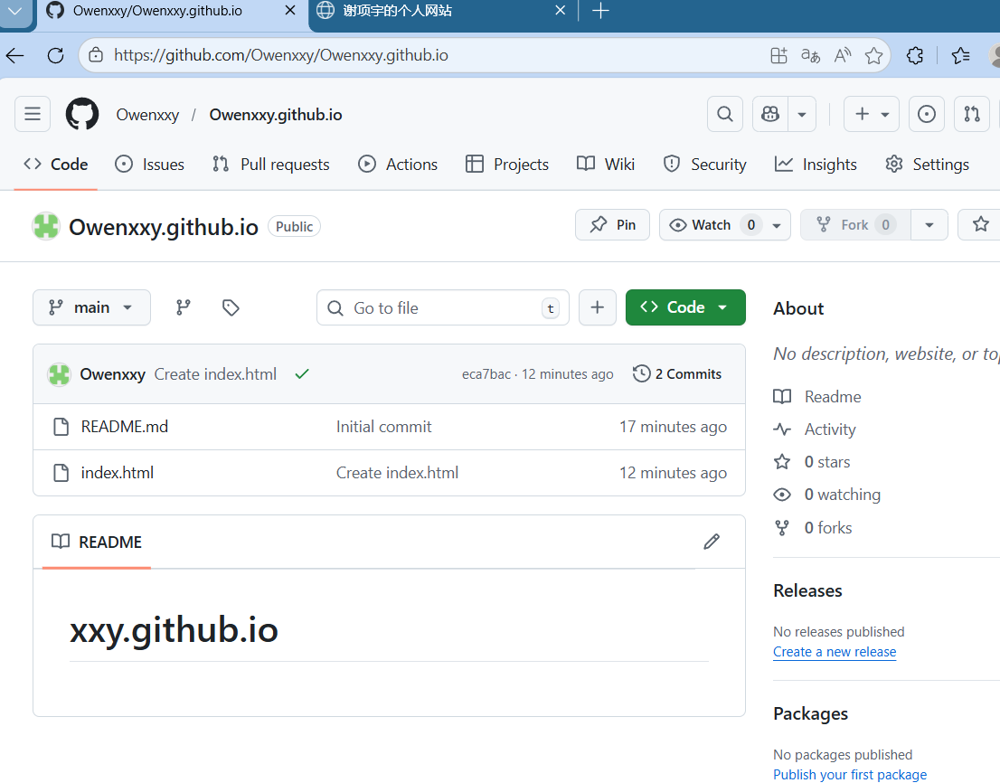 Owenxxy/Owenxxy.github.io
谢项宇的个人网站
https://github.com/Owenxxy/Owenxxy.github.io
Owenxxy / Owenxxy.github.io
Code Issues Pull requests Actions Projects Wiki Security Insights Settings
Owenxxy.github.io Public
Pin Watch 0 Fork 0
main Go to file t Code
Owenxxy Create index.html eca7bac · 12 minutes ago 2 Commits
README.md Initial commit 17 minutes ago
index.html Create index.html 12 minutes ago
README
xxy.github.io
About
No description, website, or
Readme
Activity
0 stars
0 watching
0 forks
Releases
No releases published
Create a new release
Packages
No packages published
Publish your first package